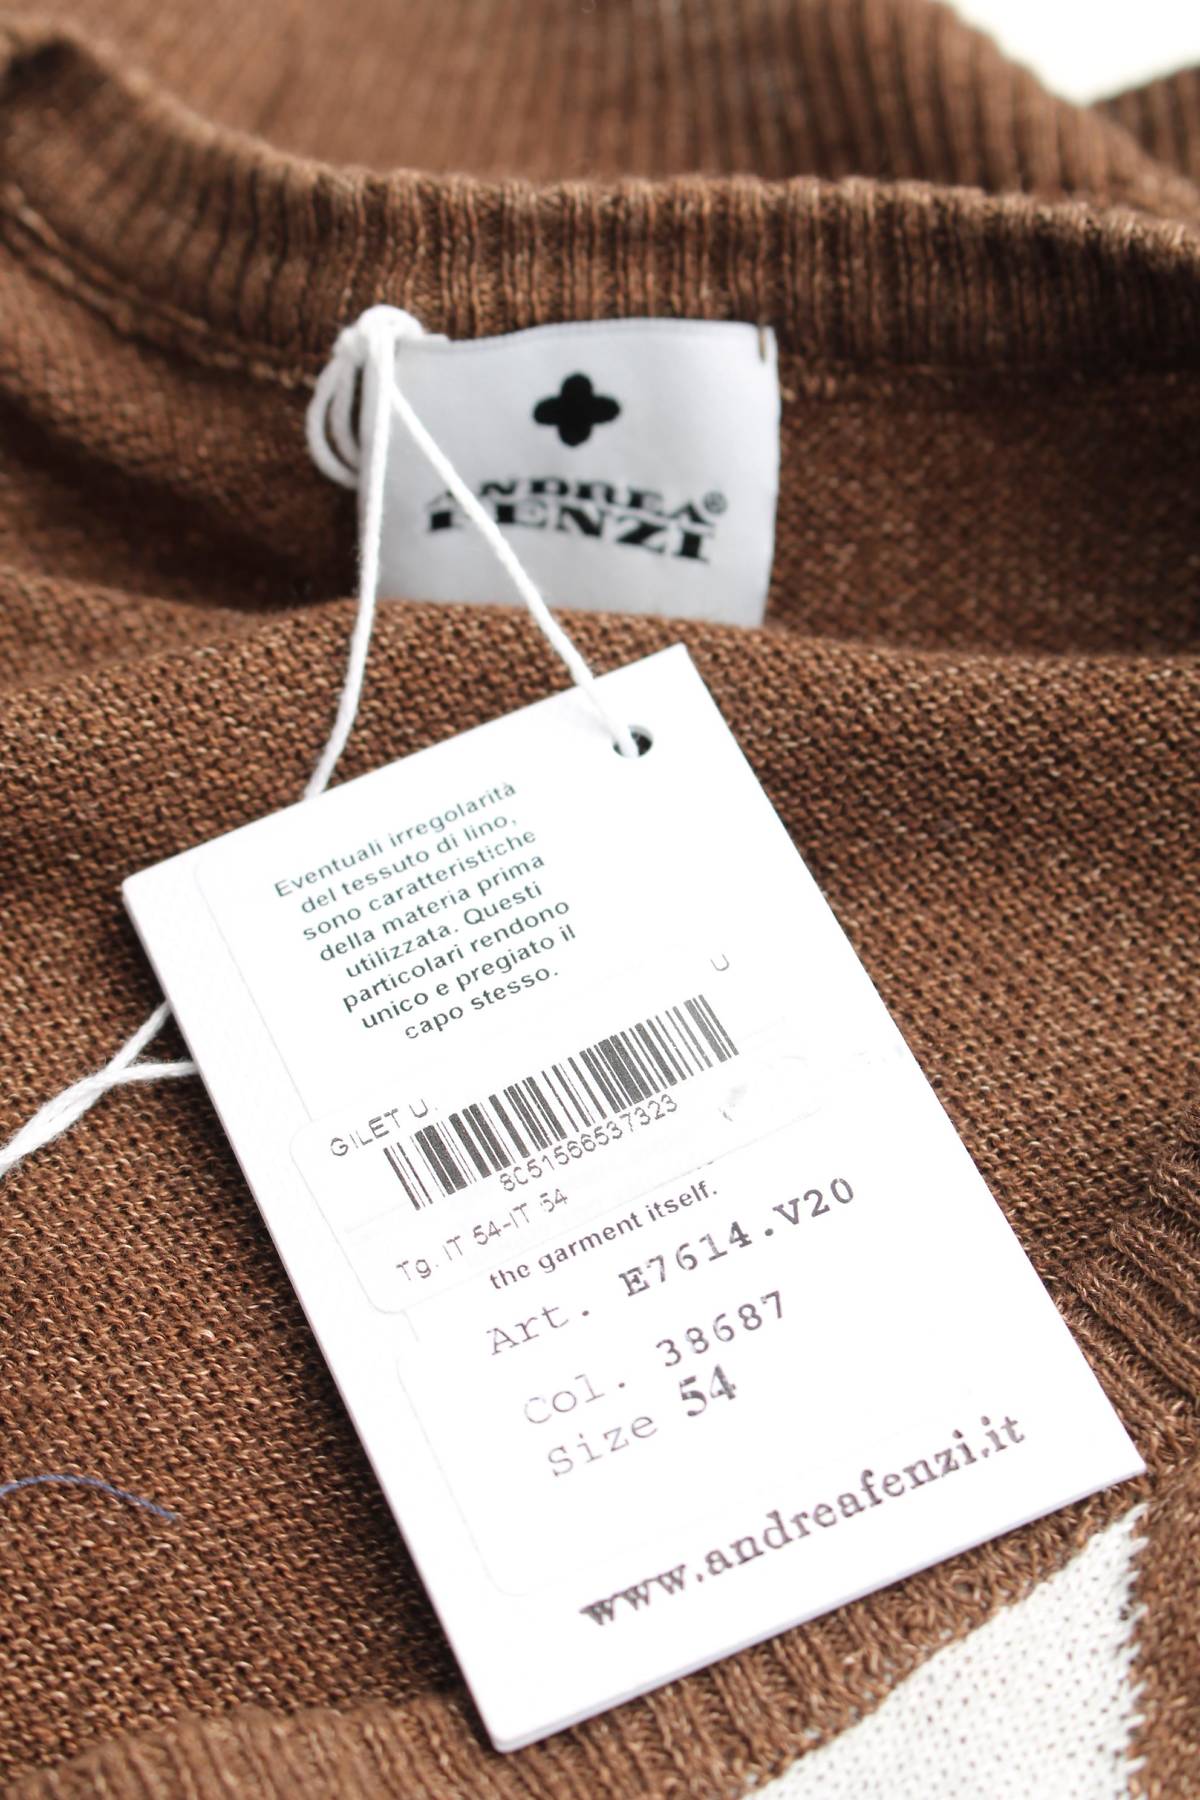 ANDREA®
FENZI
Eventuali irregolarità
del tessuto di lino,
sono caratteristiche
della materia prima
utilizzata. Questi
particolari rendono
unico e pregiato il
capo stesso.
U
GILET U.
8051566537323
Tg. IT 54-IT 54
the garment itself.
Art. E7614.V20
Col. 38687
Size 54
www.andreafenzi.it